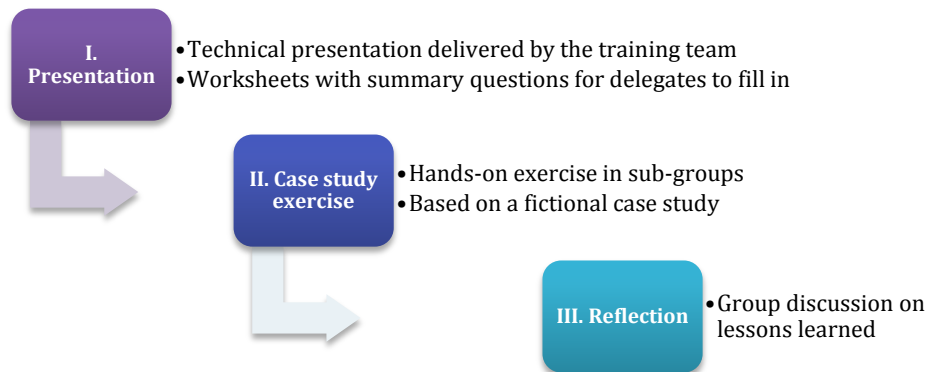 I.
Presentation
•Technical presentation delivered by the training team
•Worksheets with summary questions for delegates to fill in
II. Case study
exercise
•Hands-on exercise in sub-groups
•Based on a fictional case study
III. Reflection
•Group discussion on
lessons learned